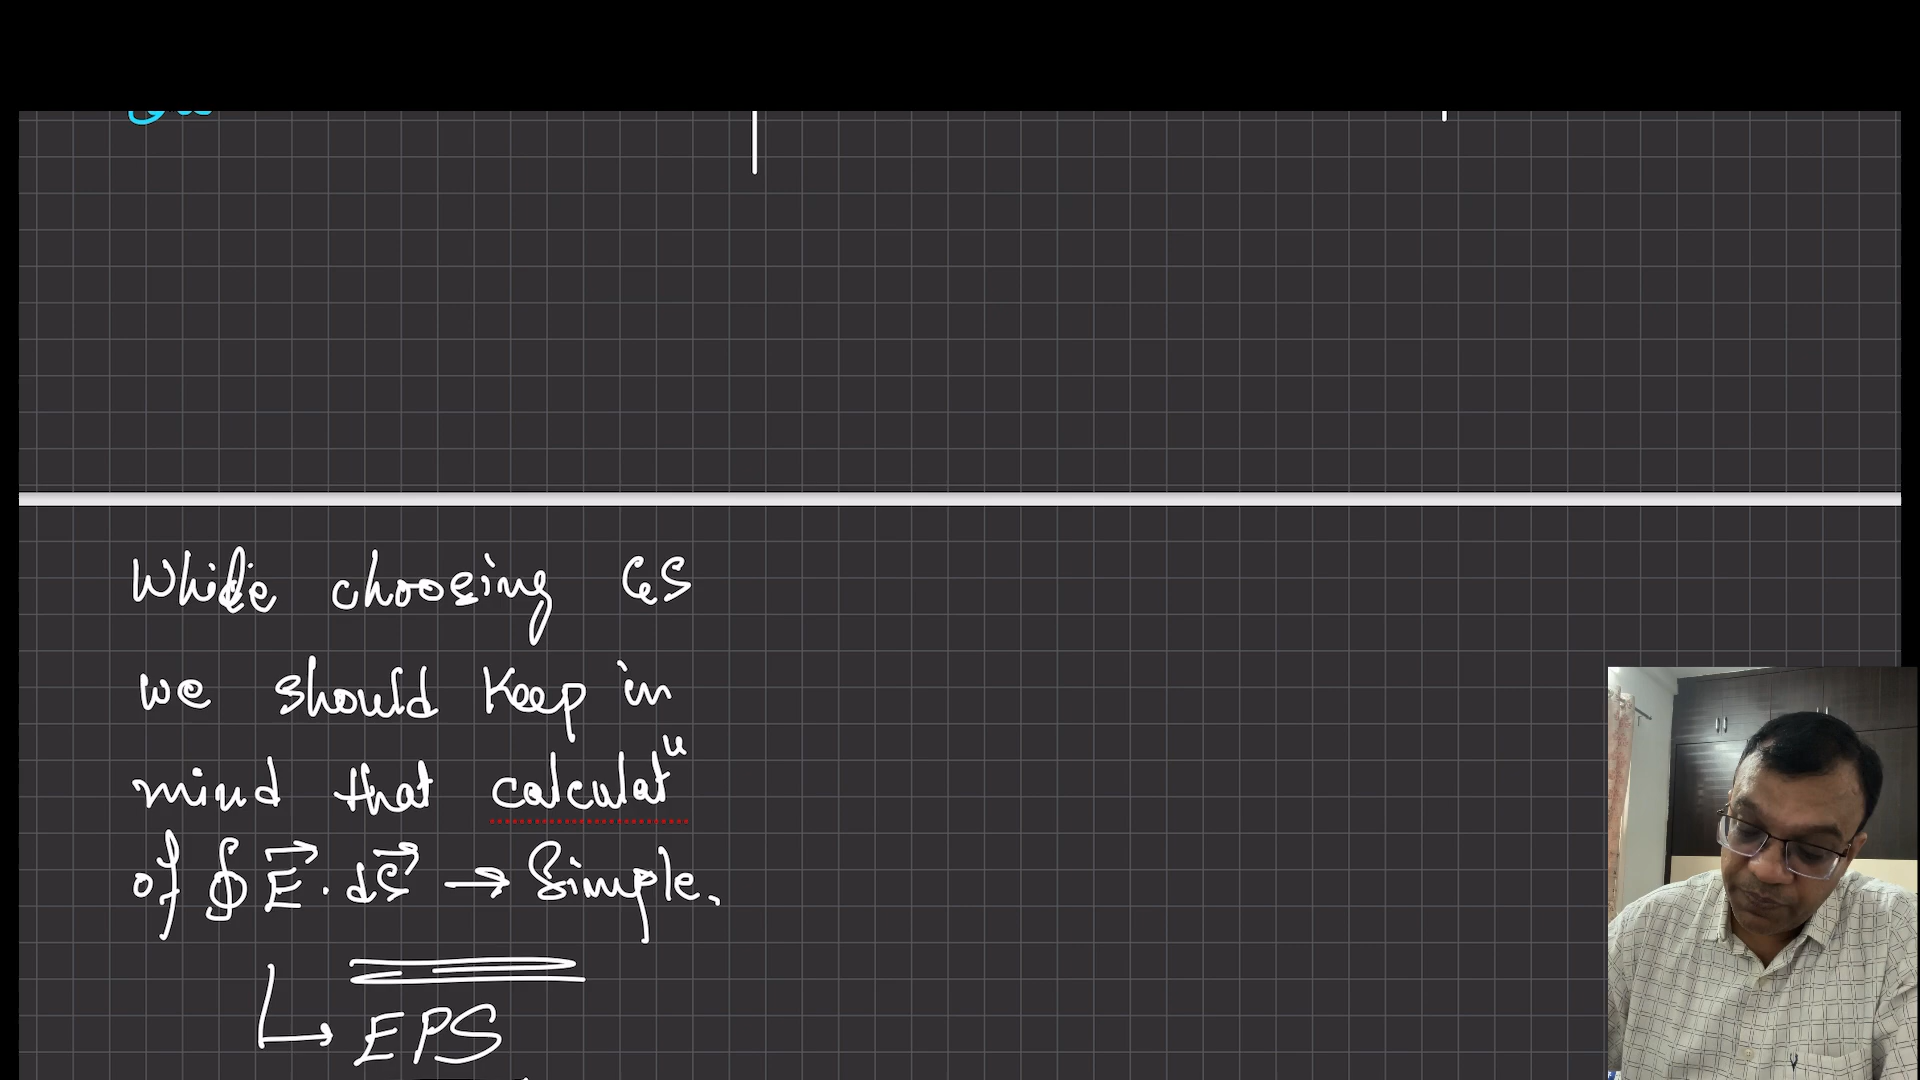 While choosing GS
we should keep in
mind that calculatⁿ
of ∮ E⃗ · dS⃗ → Simple.
↳ EPS